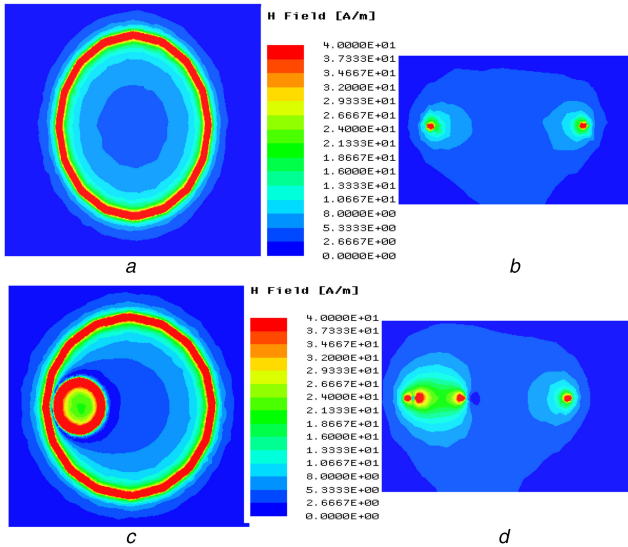 H Field [A/m]
4.0000E+01
3.7333E+01
3.4667E+01
3.2000E+01
2.9333E+01
2.6667E+01
2.4000E+01
2.1333E+01
1.8667E+01
1.6000E+01
1.3333E+01
1.0667E+01
8.0000E+00
5.3333E+00
2.6667E+00
0.0000E+00
a
b
H Field [A/m]
4.0000E+01
3.7333E+01
3.4667E+01
3.2000E+01
2.9333E+01
2.6667E+01
2.4000E+01
2.1333E+01
1.8667E+01
1.6000E+01
1.3333E+01
1.0667E+01
8.0000E+00
5.3333E+00
2.6667E+00
0.0000E+00
c
d